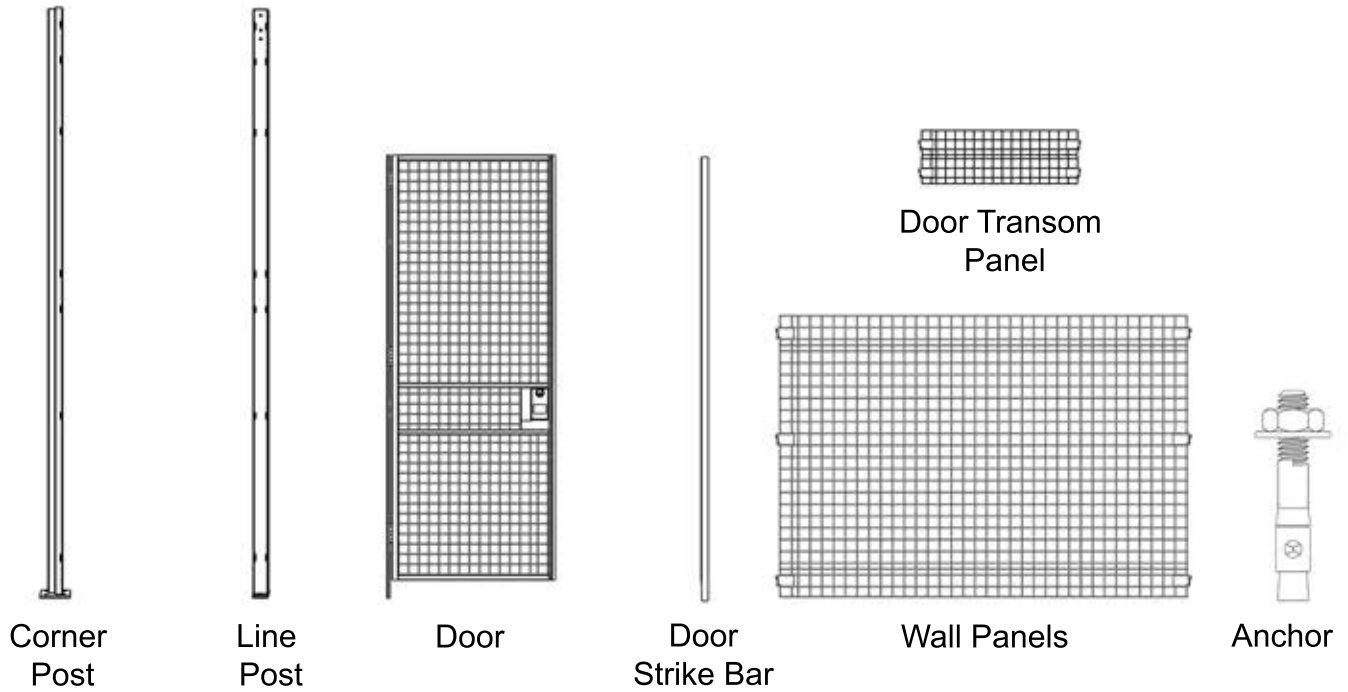 Door Transom
Panel
Corner
Post
Line
Post
Door
Door
Strike Bar
Wall Panels
Anchor